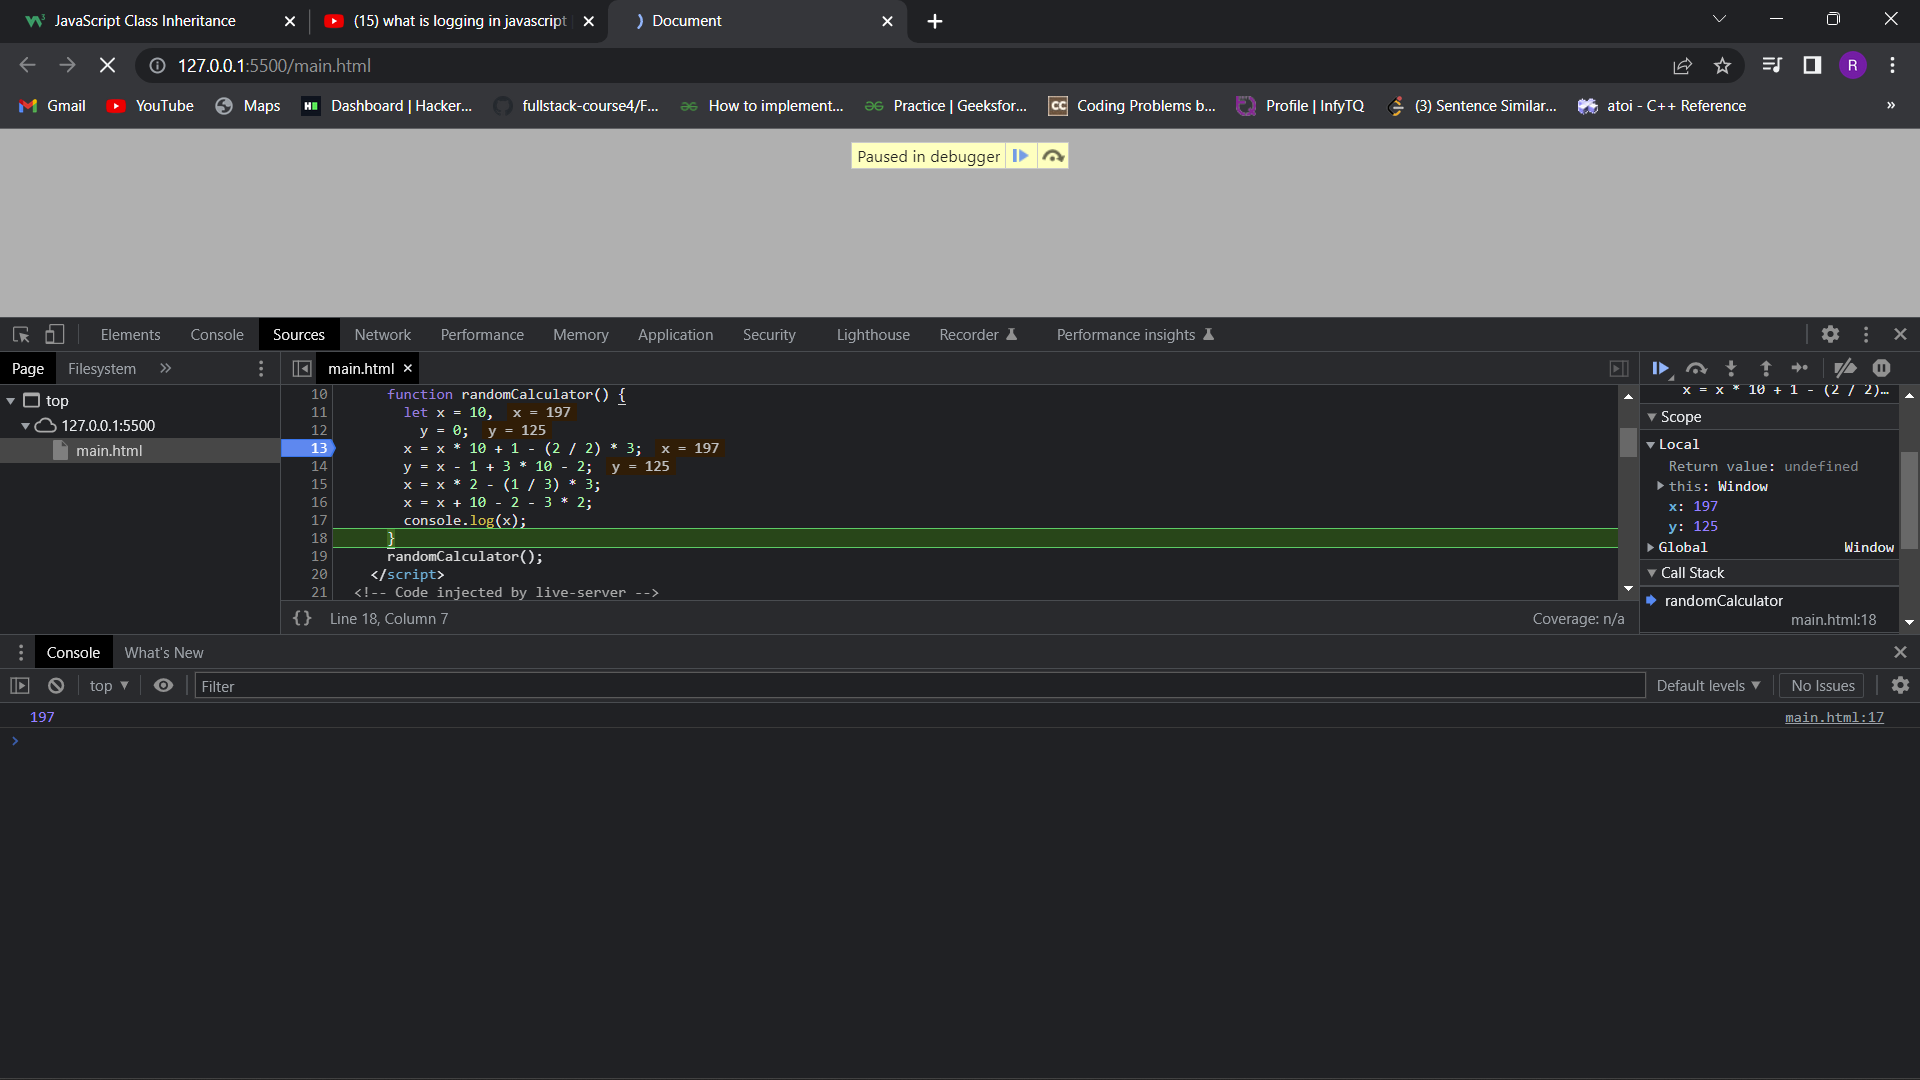 JavaScript Class Inheritance
(15) what is logging in javascript
Document
127.0.0.1:5500/main.html
R
Gmail
YouTube
Maps
Dashboard | Hacker...
fullstack-course4/F...
How to implement...
Practice | Geeksfor...
Coding Problems b...
Profile | InfyTQ
(3) Sentence Similar...
atoi - C++ Reference
»
Paused in debugger
Elements
Console
Sources
Network
Performance
Memory
Application
Security
Lighthouse
Recorder
Performance insights
Page
Filesystem
main.html
top
127.0.0.1:5500
main.html
10 function randomCalculator() {
11 let x = 10, x = 197
12 y = 0; y = 125
13 x = x * 10 + 1 - (2 / 2) * 3; x = 197
14 y = x - 1 + 3 * 10 - 2; y = 125
15 x = x * 2 - (1 / 3) * 3;
16 x = x + 10 - 2 - 3 * 2;
17 console.log(x);
18 }
19 randomCalculator();
20 </script>
21 <!-- Code injected by live-server -->
{} Line 18, Column 7
Coverage: n/a
x = x * 10 + 1 - (2 / 2)…
Scope
Local
Return value: undefined
this: Window
x: 197
y: 125
Global Window
Call Stack
randomCalculator
main.html:18
Console
What's New
top
Filter
Default levels
No Issues
197
main.html:17